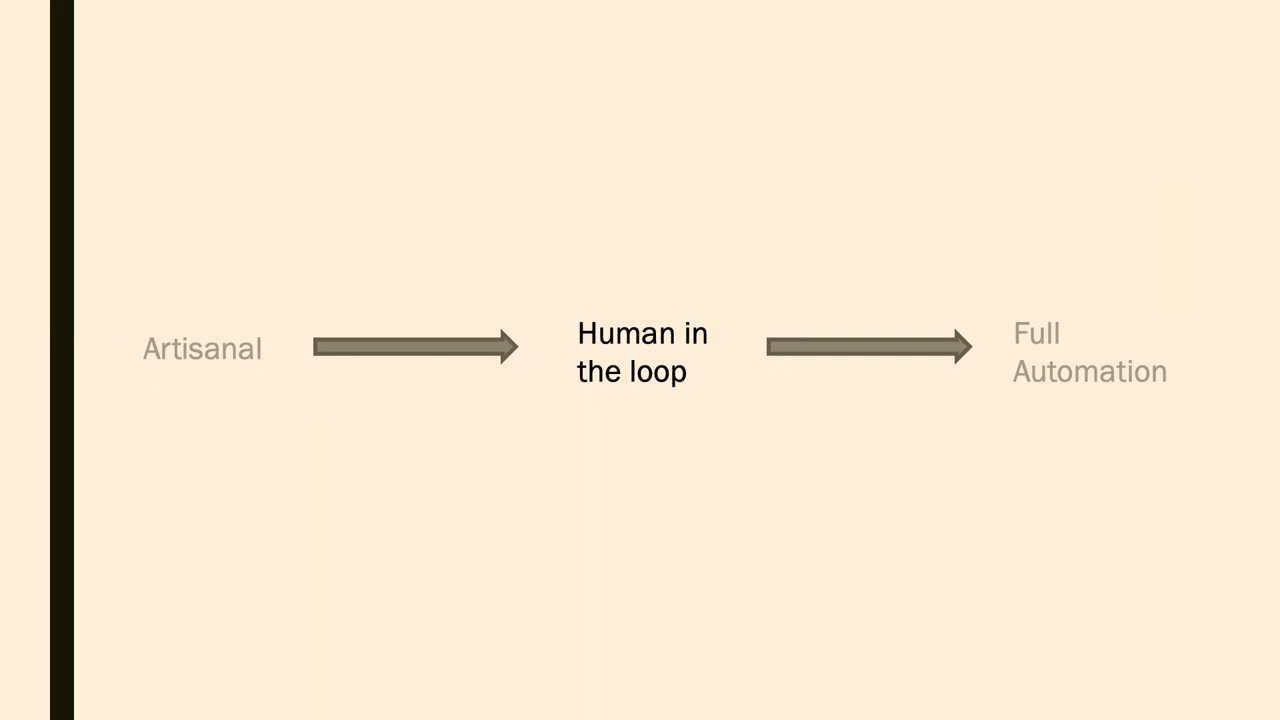 Artisanal
Human in
the loop
Full
Automation